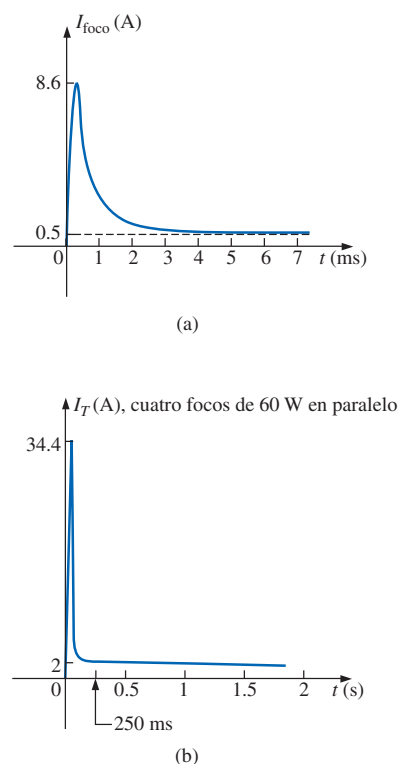 I_foco (A)
8.6
0.5
0 1 2 3 4 5 6 7 t (ms)
(a)
I_T (A), cuatro focos de 60 W en paralelo
34.4
2
0 0.5 1 1.5 2 t (s)
250 ms
(b)